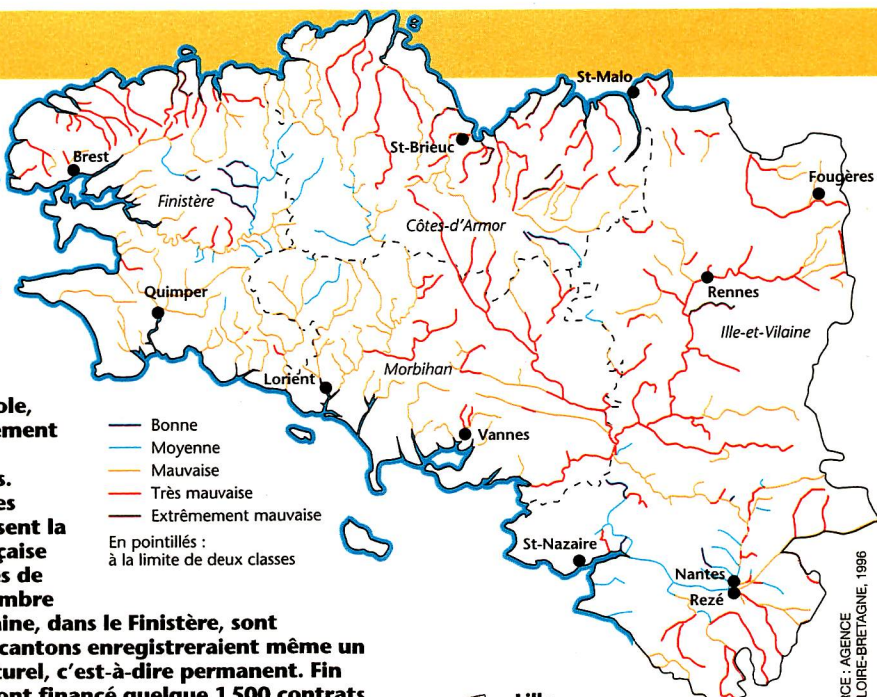 St-Malo
Brest
St-Brieuc
Fougères
Finistère
Côtes-d'Armor
Quimper
Rennes
Ille-et-Vilaine
Lorient
Morbihan
Vannes
St-Nazaire
Nantes
Rezé
Bonne
Moyenne
Mauvaise
Très mauvaise
Extrêmement mauvaise
En pointillés :
à la limite de deux classes
ole,
ement
s.
es
sent la
çaise
s de
mbre
ine, dans le Finistère, sont
cantons enregistreraient même un
turel, c'est-à-dire permanent. Fin
ont financé quelque 1 500 contrats
CE : AGENCE
LOIRE-BRETAGNE, 1996